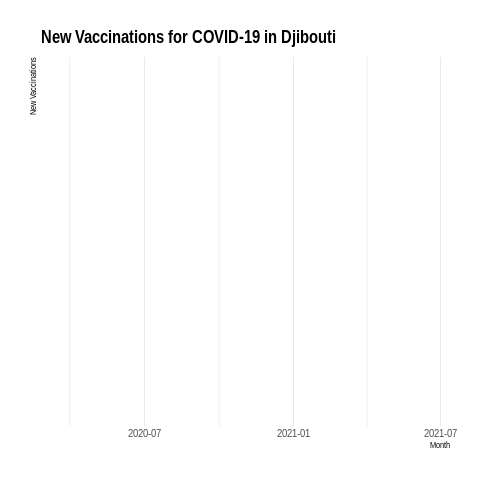 New Vaccinations for COVID-19 in Djibouti
New Vaccinations
2020-07 2021-01 2021-07
Month